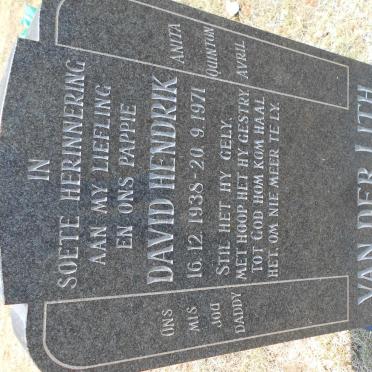 IN
SOETE HERINNERING
AAN MY LIEFLING
EN ONS PAPPIE
DAVID HENDRIK
16.12.1938-20.9.1971
STIL HET HY GELY.
MET HOOP HET HY GESTRY.
TOT GOD HOM KOM HAAL
HET. OM NIE MEER TE LY.
ONS
MIS
JOU
DADDY
ANITA
QUINTON
AVRIL
VAN DER LITH